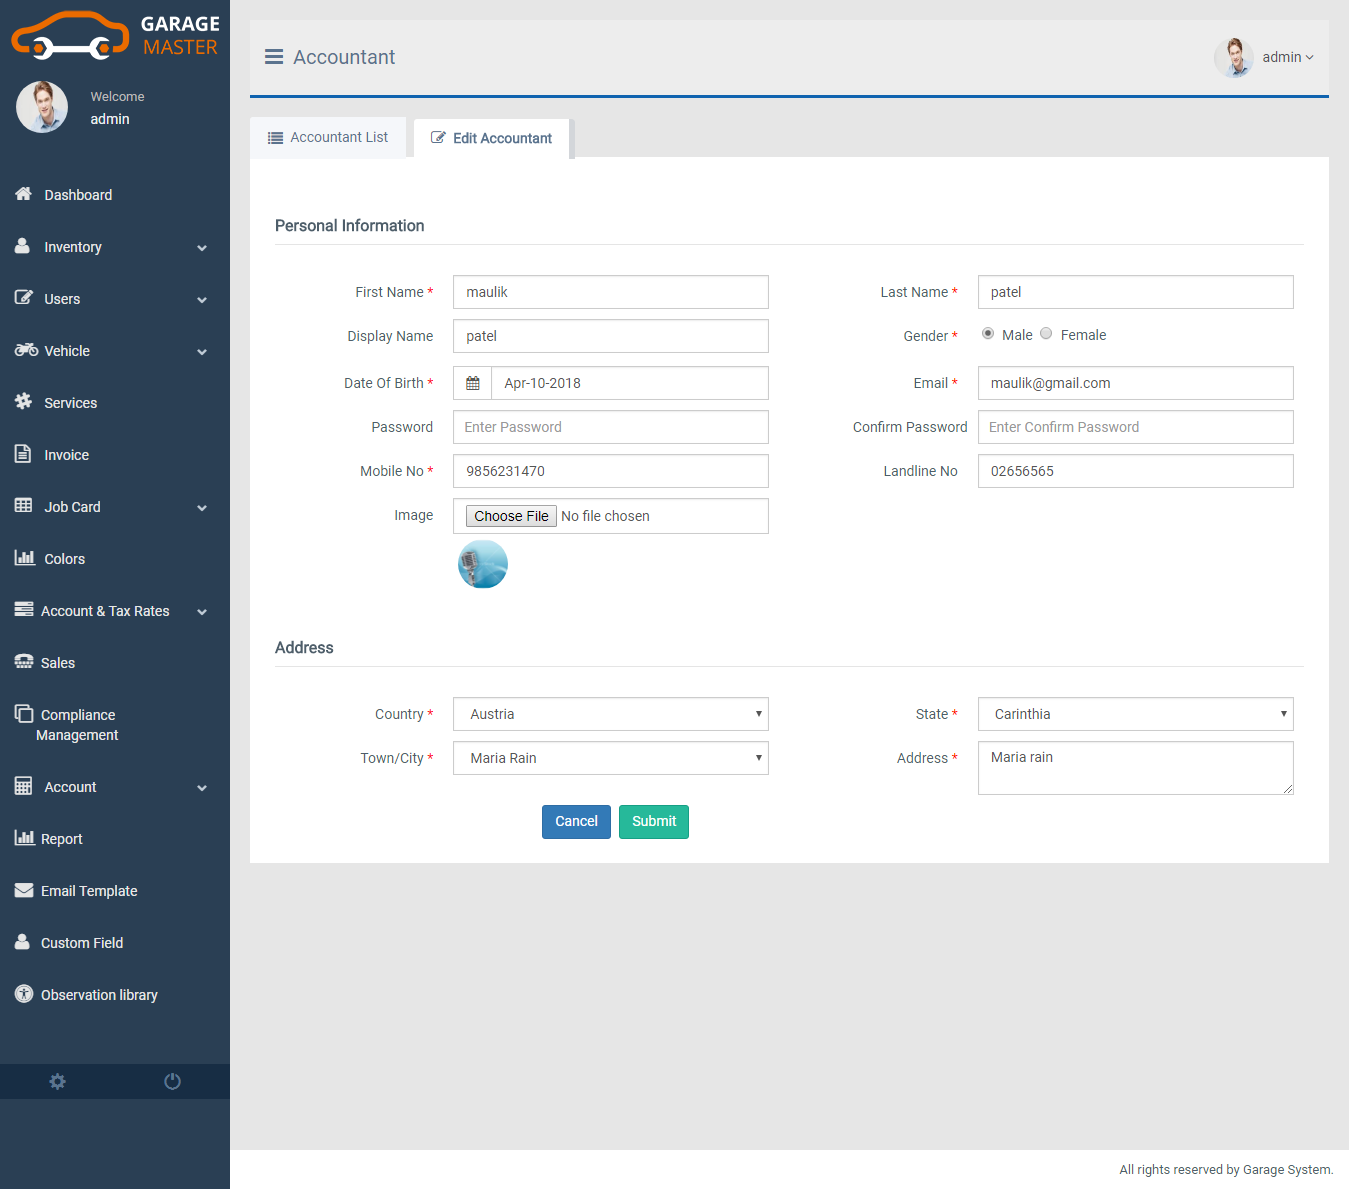 GARAGE
MASTER
Welcome
admin
Dashboard
Inventory
Users
Vehicle
Services
Invoice
Job Card
Colors
Account & Tax Rates
Sales
Compliance
Management
Account
Report
Email Template
Custom Field
Observation library
Accountant
admin
Accountant List
Edit Accountant
Personal Information
First Name * maulik
Last Name * patel
Display Name patel
Gender * Male Female
Date Of Birth * Apr-10-2018
Email * maulik@gmail.com
Password Enter Password
Confirm Password Enter Confirm Password
Mobile No * 9856231470
Landline No 02656565
Image Choose File No file chosen
Address
Country * Austria
State * Carinthia
Town/City * Maria Rain
Address * Maria rain
Cancel Submit
All rights reserved by Garage System.